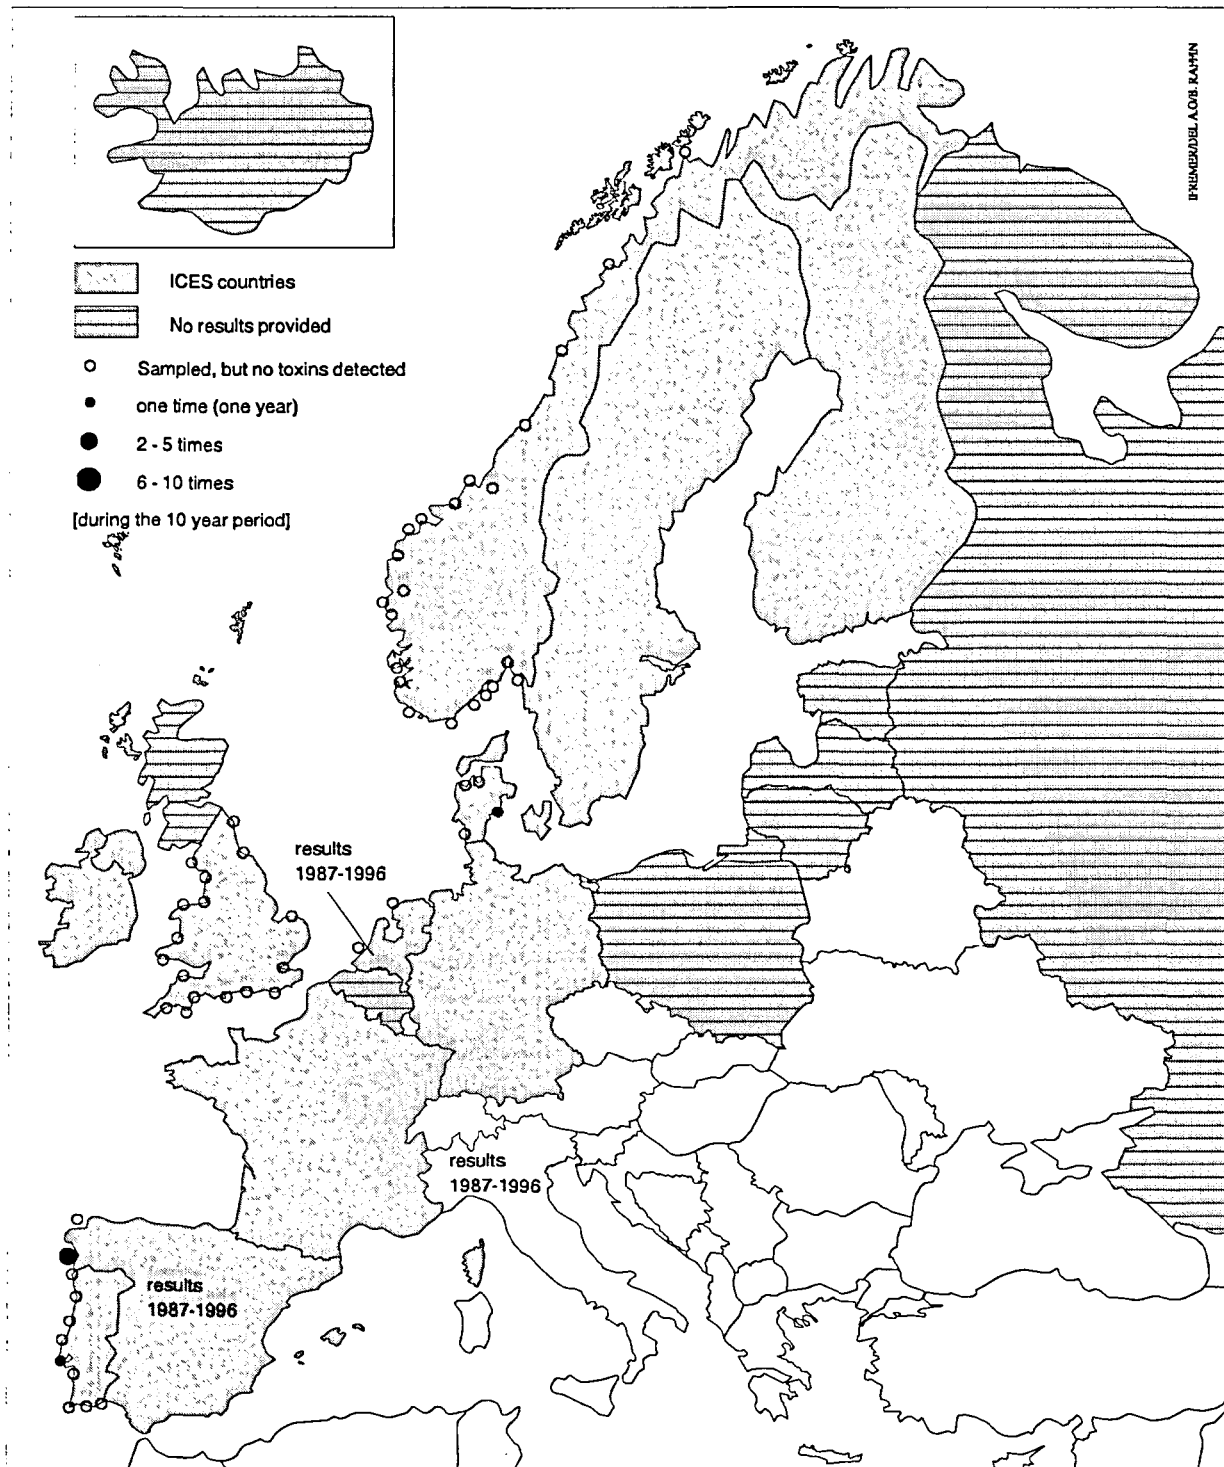 ICES countries
No results provided
Sampled, but no toxins detected
one time (one year)
2 - 5 times
6 - 10 times
[during the 10 year period]
results
1987-1996
results
1987-1996
results
1987-1996